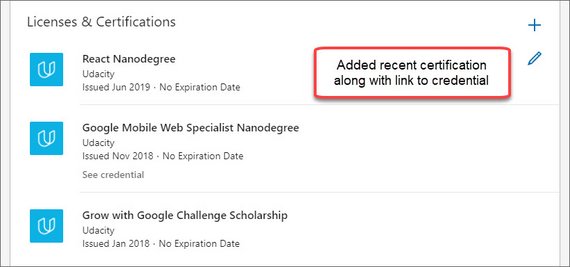 Licenses & Certifications
React Nanodegree
Udacity
Issued Jun 2019 · No Expiration Date
Added recent certification
along with link to credential
Google Mobile Web Specialist Nanodegree
Udacity
Issued Nov 2018 · No Expiration Date
See credential
Grow with Google Challenge Scholarship
Udacity
Issued Jan 2018 · No Expiration Date